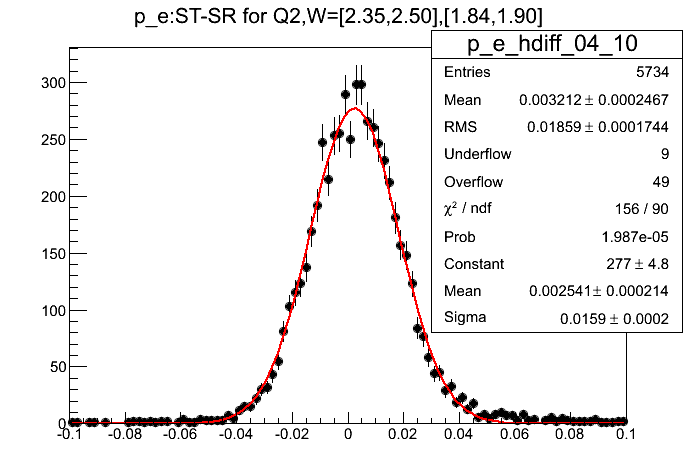 p_e:ST-SR for Q2,W=[2.35,2.50],[1.84,1.90]
p_e_hdiff_04_10
Entries 5734
Mean 0.003212 ± 0.0002467
RMS 0.01859 ± 0.0001744
Underflow 9
Overflow 49
χ² / ndf 156 / 90
Prob 1.987e-05
Constant 277 ± 4.8
Mean 0.002541 ± 0.000214
Sigma 0.0159 ± 0.0002
300
250
200
150
100
50
0
-0.1 -0.08 -0.06 -0.04 -0.02 0 0.02 0.04 0.06 0.08 0.1